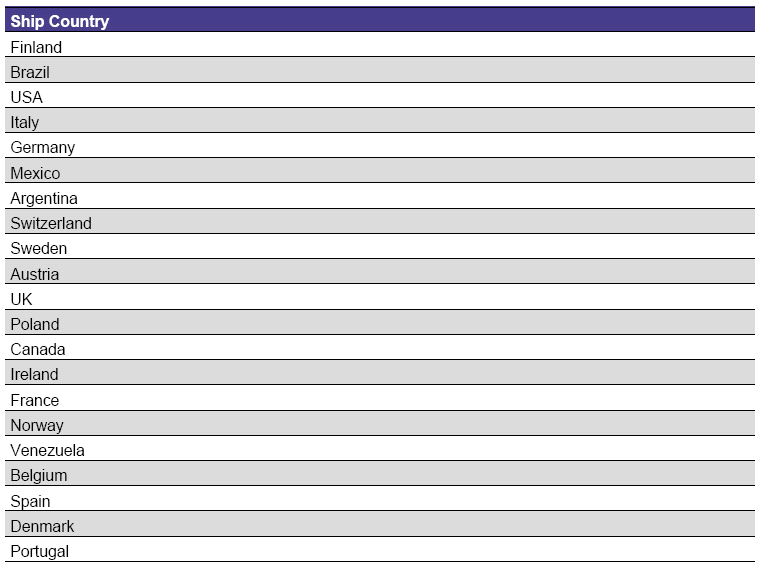 Ship Country
Finland
Brazil
USA
Italy
Germany
Mexico
Argentina
Switzerland
Sweden
Austria
UK
Poland
Canada
Ireland
France
Norway
Venezuela
Belgium
Spain
Denmark
Portugal